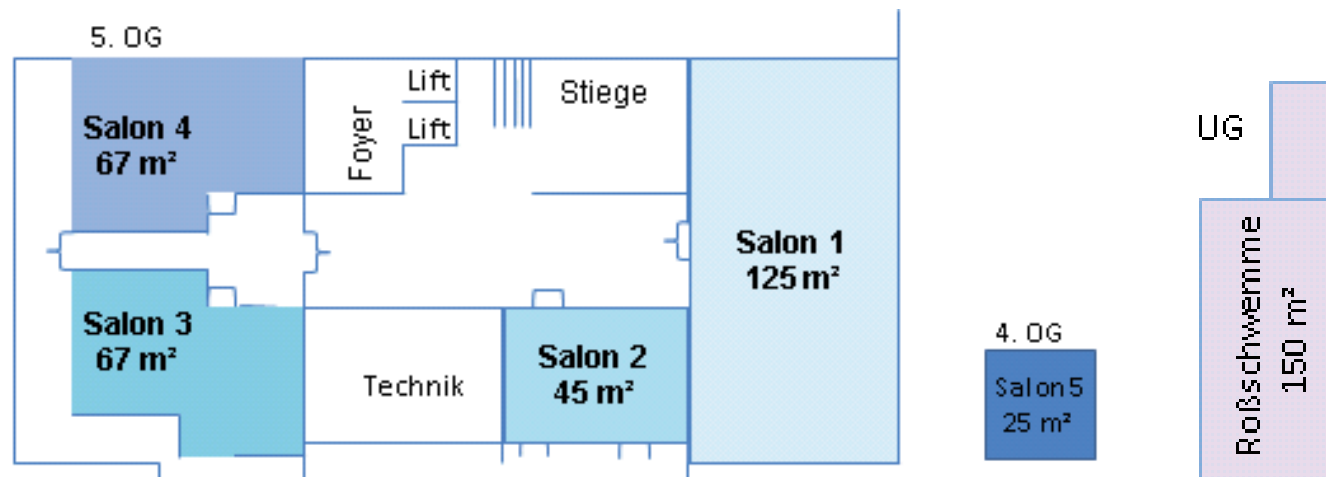 5. OG
Salon 4
67 m²
Foyer
Lift
Lift
Stiege
Salon 1
125 m²
Salon 3
67 m²
Technik
Salon 2
45 m²
4. OG
Salon 5
25 m²
UG
Roßschwemme
150 m²